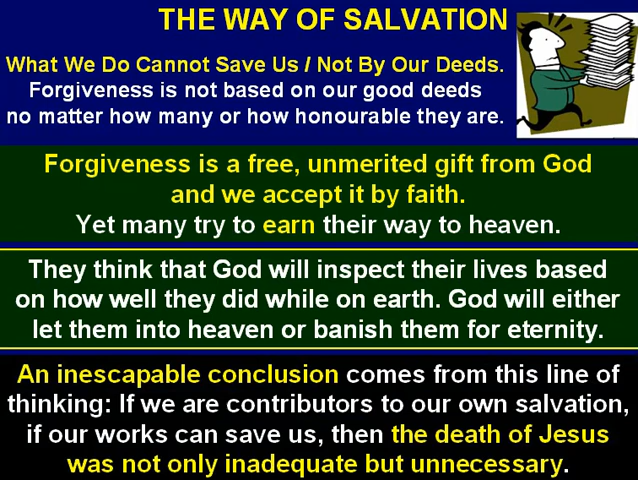 THE WAY OF SALVATION
What We Do Cannot Save Us / Not By Our Deeds.
Forgiveness is not based on our good deeds
no matter how many or how honourable they are.
Forgiveness is a free, unmerited gift from God
and we accept it by faith.
Yet many try to earn their way to heaven.
They think that God will inspect their lives based
on how well they did while on earth. God will either
let them into heaven or banish them for eternity.
An inescapable conclusion comes from this line of
thinking: If we are contributors to our own salvation,
if our works can save us, then the death of Jesus
was not only inadequate but unnecessary.